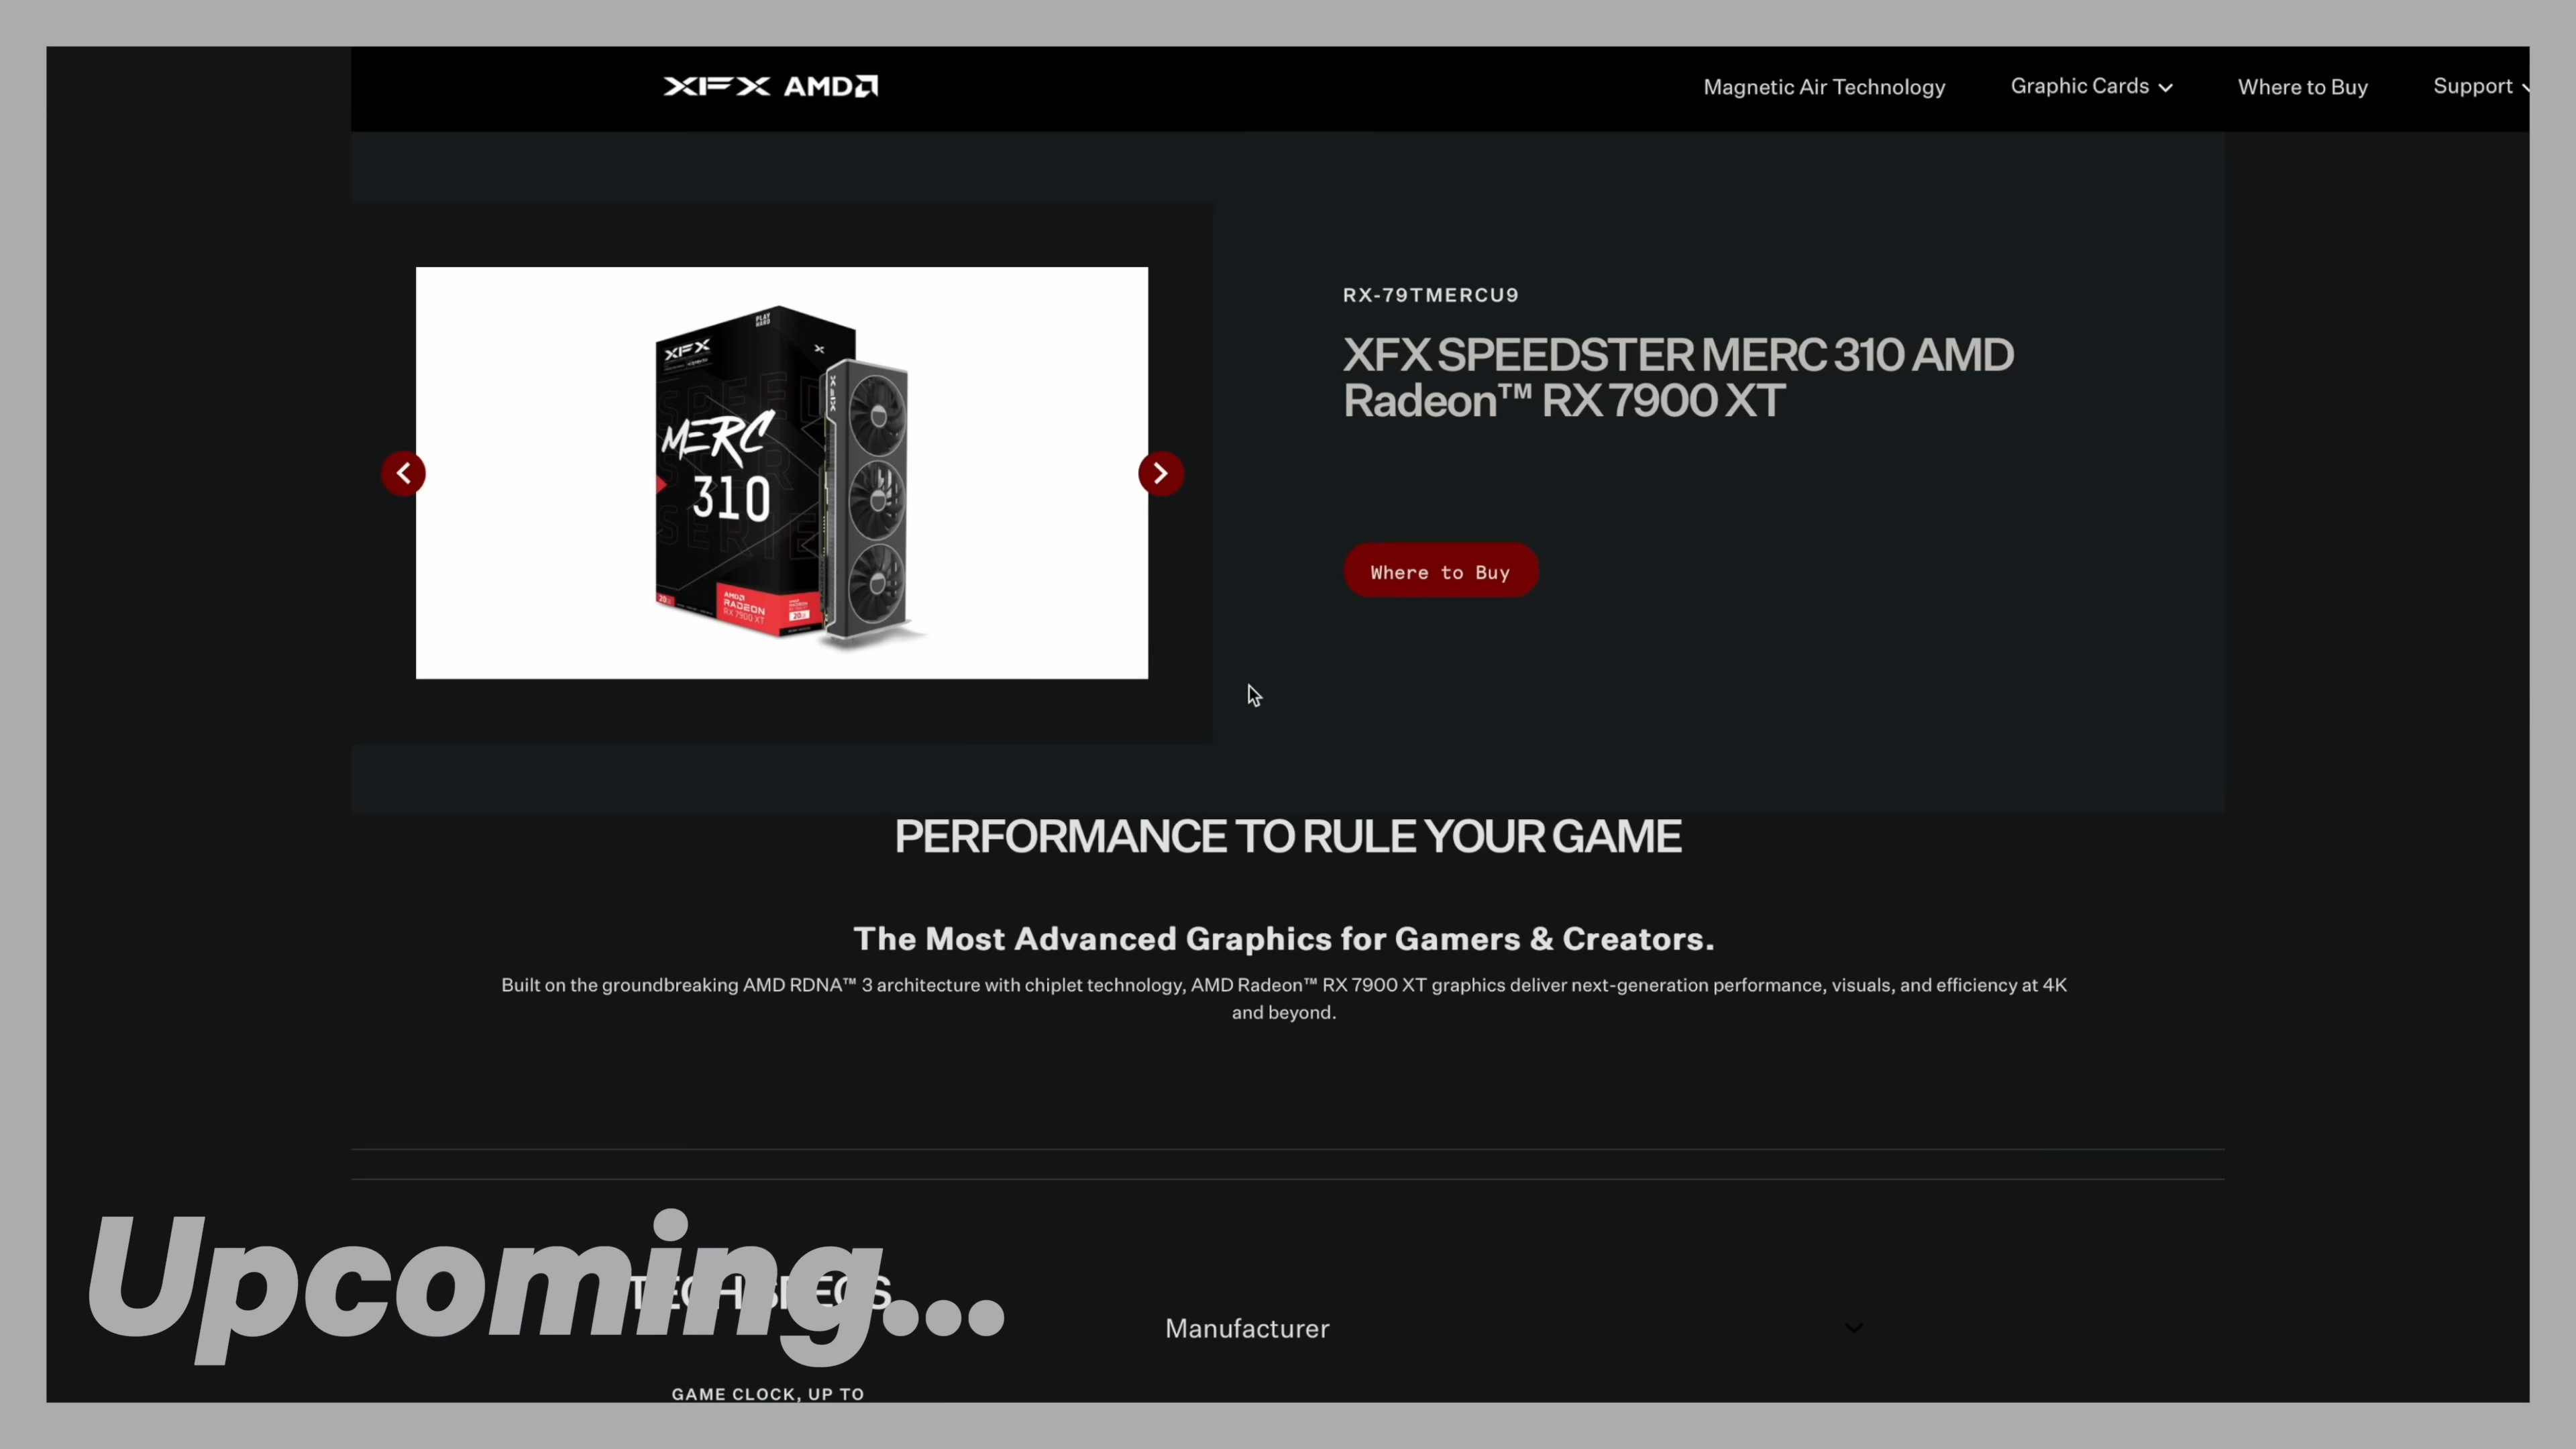 XFX AMD
Magnetic Air Technology
Graphic Cards
Where to Buy
Support
PLAY
HARD
XFX
MERC
310
AMD
RADEON
RX 7900 XT
XFX
RX-79TMERCU9
XFX SPEEDSTER MERC 310 AMD
Radeon™ RX 7900 XT
Where to Buy
PERFORMANCE TO RULE YOUR GAME
The Most Advanced Graphics for Gamers & Creators.
Built on the groundbreaking AMD RDNA™ 3 architecture with chiplet technology, AMD Radeon™ RX 7900 XT graphics deliver next-generation performance, visuals, and efficiency at 4K
and beyond.
Upcoming...
TECH SPECS
Manufacturer
GAME CLOCK, UP TO